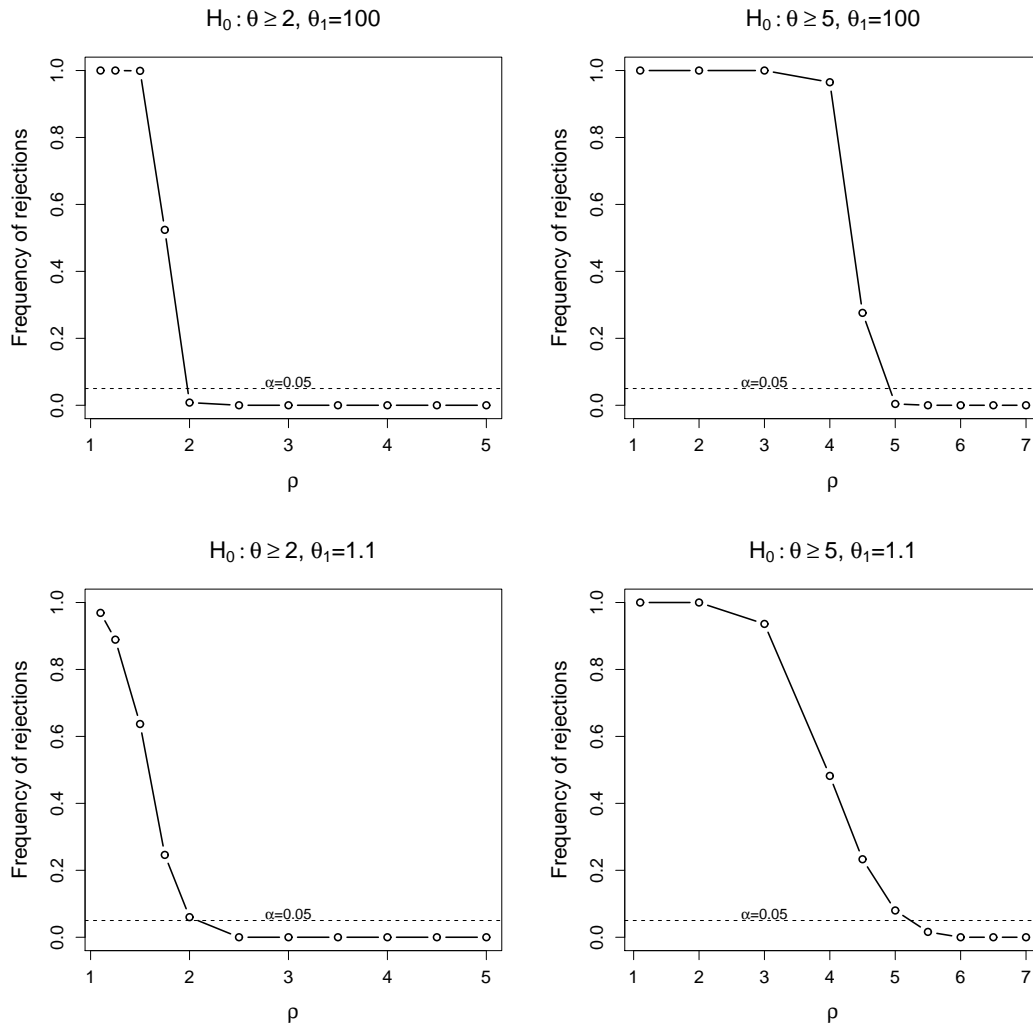 H₀ : θ ≥ 2, θ₁=100
Frequency of rejections
1.0
0.8
0.6
0.4
0.2
0.0
α=0.05
1 2 3 4 5
ρ
H₀ : θ ≥ 5, θ₁=100
Frequency of rejections
1.0
0.8
0.6
0.4
0.2
0.0
α=0.05
1 2 3 4 5 6 7
ρ
H₀ : θ ≥ 2, θ₁=1.1
Frequency of rejections
1.0
0.8
0.6
0.4
0.2
0.0
α=0.05
1 2 3 4 5
ρ
H₀ : θ ≥ 5, θ₁=1.1
Frequency of rejections
1.0
0.8
0.6
0.4
0.2
0.0
α=0.05
1 2 3 4 5 6 7
ρ